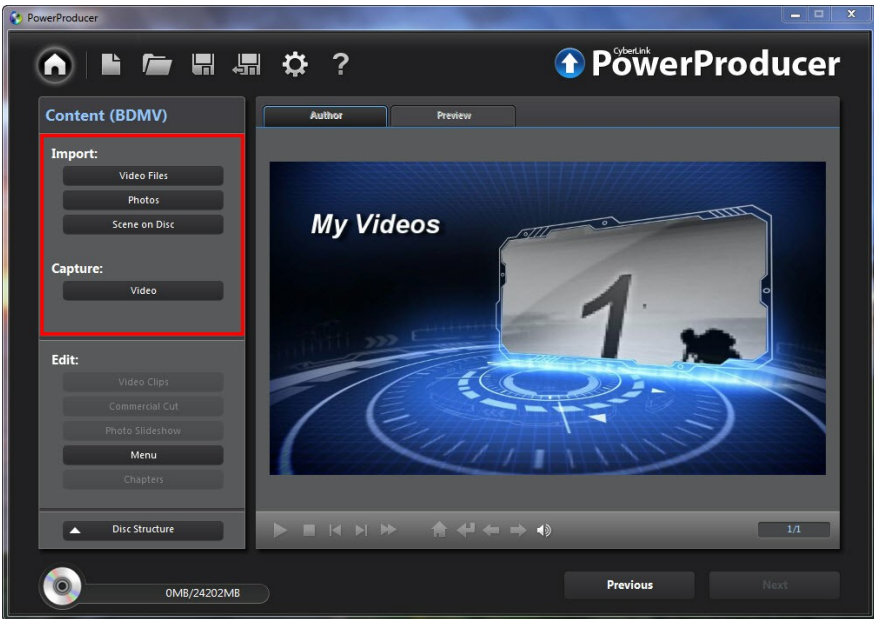 PowerProducer
?
CyberLink
PowerProducer
Content (BDMV)
Author
Preview
Import:
Video Files
Photos
Scene on Disc
Capture:
Video
Edit:
Video Clips
Commercial Cut
Photo Slideshow
Menu
Chapters
Disc Structure
My Videos
1
1/1
0MB/24202MB
Previous
Next